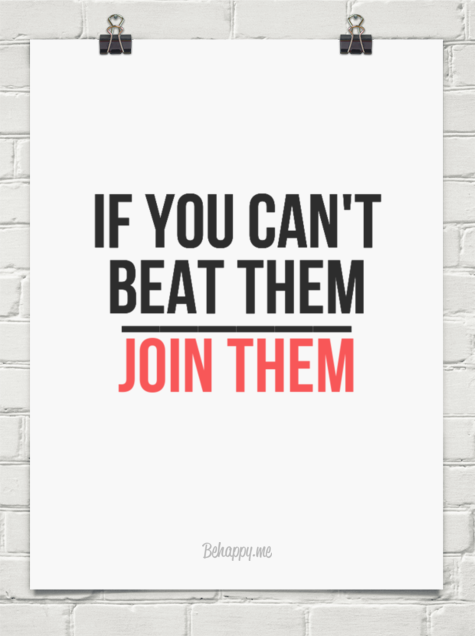 IF YOU CAN'T
BEAT THEM
JOIN THEM
Behappy.me